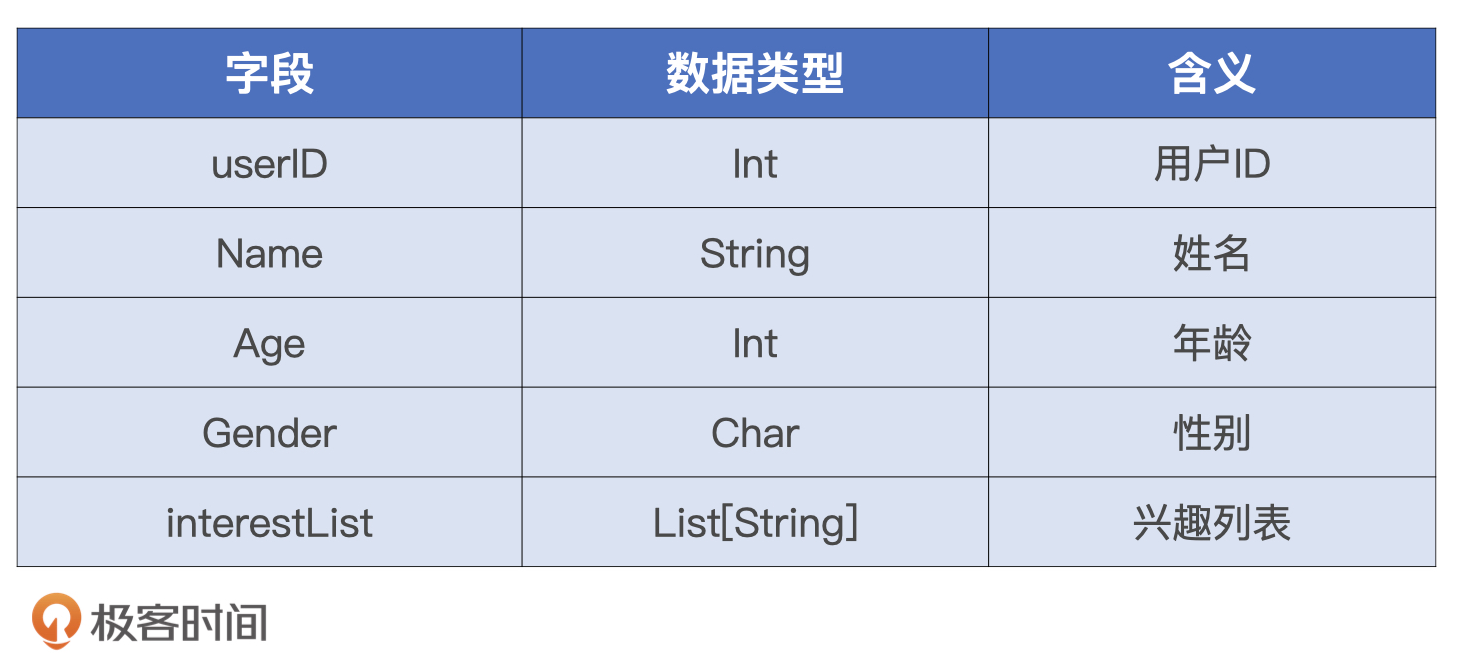 字段 数据类型 含义
userID Int 用户ID
Name String 姓名
Age Int 年龄
Gender Char 性别
interestList List[String] 兴趣列表
极客时间